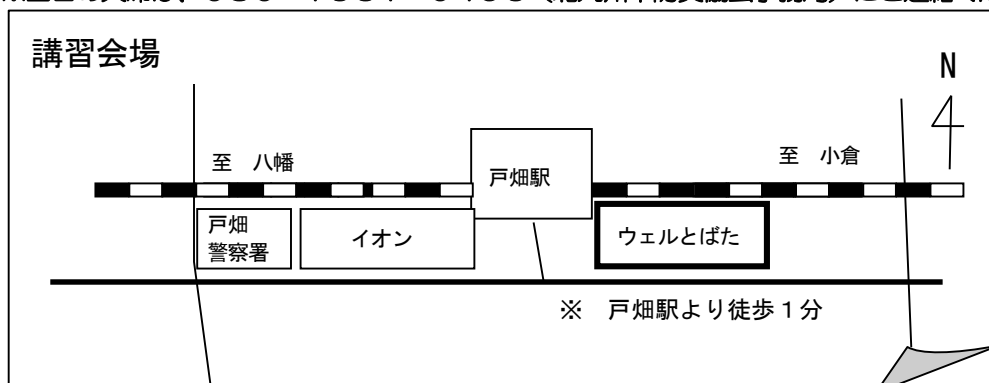 講習会場
N
至　八幡
戸畑駅
至　小倉
戸畑
警察署
イオン
ウェルとばた
※　戸畑駅より徒歩１分